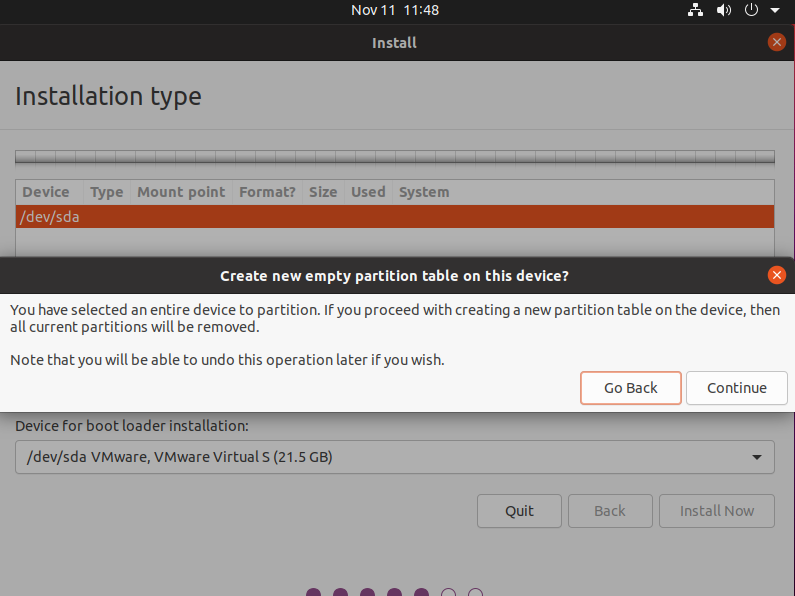 Nov 11 11:48
Install
Installation type
Device Type Mount point Format? Size Used System
/dev/sda
Create new empty partition table on this device?
You have selected an entire device to partition. If you proceed with creating a new partition table on the device, then
all current partitions will be removed.
Note that you will be able to undo this operation later if you wish.
Go Back Continue
Device for boot loader installation:
/dev/sda VMware, VMware Virtual S (21.5 GB)
Quit Back Install Now